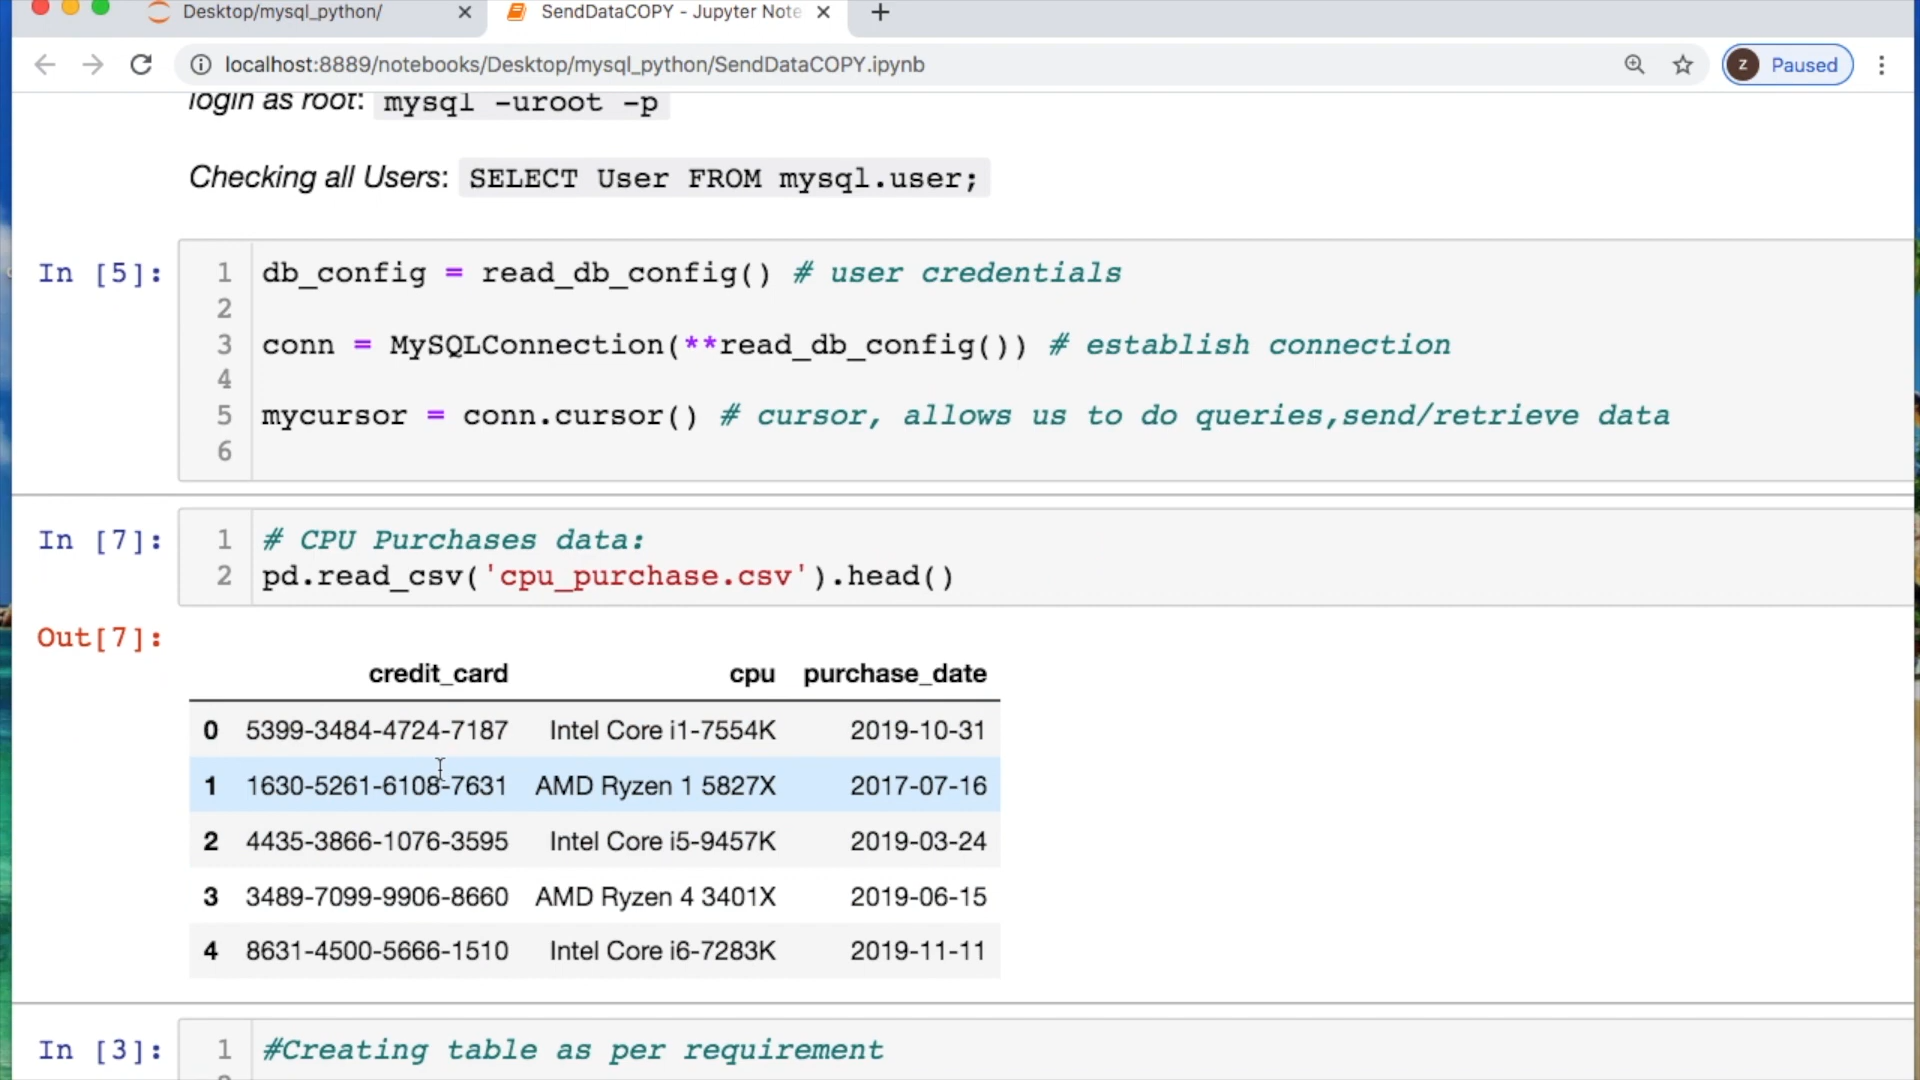 Desktop/mysql_python/
SendDataCOPY - Jupyter Note
localhost:8889/notebooks/Desktop/mysql_python/SendDataCOPY.ipynb
z Paused
login as root: mysql -uroot -p
Checking all Users: SELECT User FROM mysql.user;
In [5]:
1 db_config = read_db_config() # user credentials
2
3 conn = MySQLConnection(**read_db_config()) # establish connection
4
5 mycursor = conn.cursor() # cursor, allows us to do queries,send/retrieve data
6
In [7]:
1 # CPU Purchases data:
2 pd.read_csv('cpu_purchase.csv').head()
Out[7]:
credit_card cpu purchase_date
0 5399-3484-4724-7187 Intel Core i1-7554K 2019-10-31
1 1630-5261-6108-7631 AMD Ryzen 1 5827X 2017-07-16
2 4435-3866-1076-3595 Intel Core i5-9457K 2019-03-24
3 3489-7099-9906-8660 AMD Ryzen 4 3401X 2019-06-15
4 8631-4500-5666-1510 Intel Core i6-7283K 2019-11-11
In [3]:
1 #Creating table as per requirement